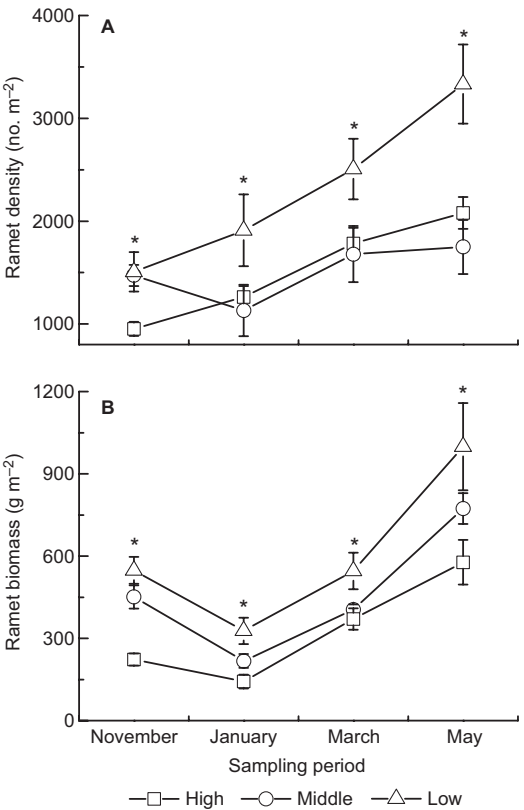 4000
A
*
3000
*
*
*
2000
1000
Ramet density (no. m⁻²)
1200
B
*
900
600
*
*
*
300
0
Ramet biomass (g m⁻²)
November January March May
Sampling period
High Middle Low